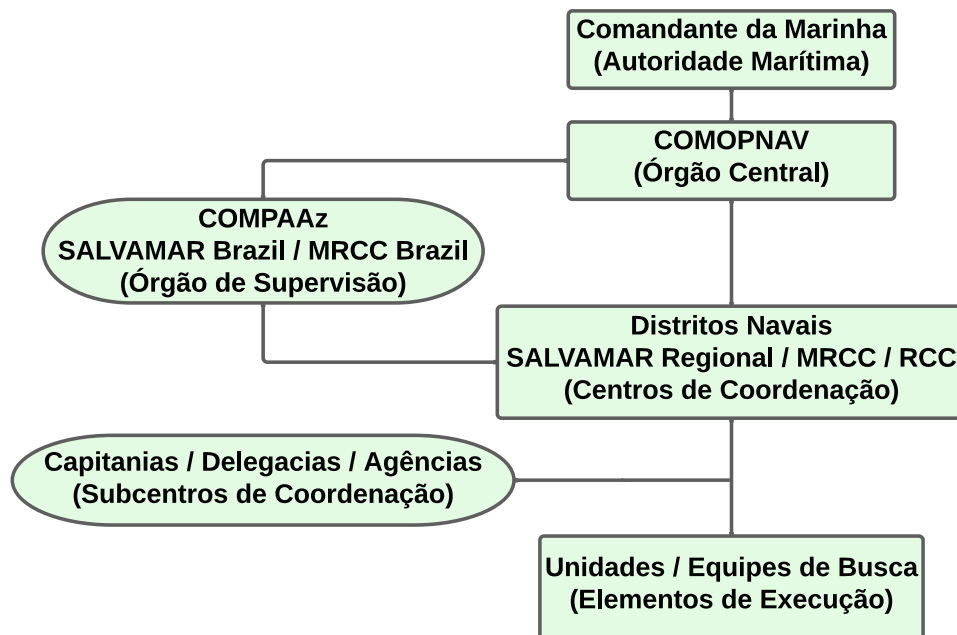 Comandante da Marinha
(Autoridade Marítima)
COMOPNAV
(Órgão Central)
COMPAAz
SALVAMAR Brazil / MRCC Brazil
(Órgão de Supervisão)
Distritos Navais
SALVAMAR Regional / MRCC / RCC
(Centros de Coordenação)
Capitanias / Delegacias / Agências
(Subcentros de Coordenação)
Unidades / Equipes de Busca
(Elementos de Execução)